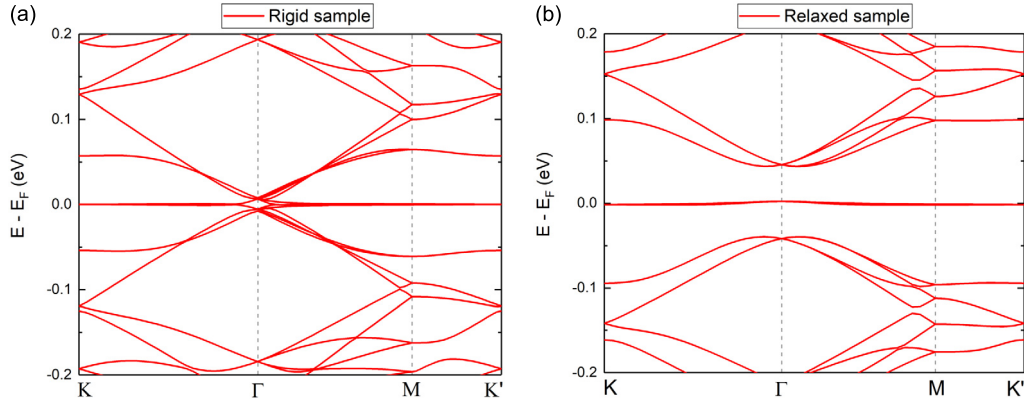 (a)
Rigid sample
0.2
0.1
0.0
-0.1
-0.2
E - E_F (eV)
K Γ M K'
(b)
Relaxed sample
0.2
0.1
0.0
-0.1
-0.2
E - E_F (eV)
K Γ M K'